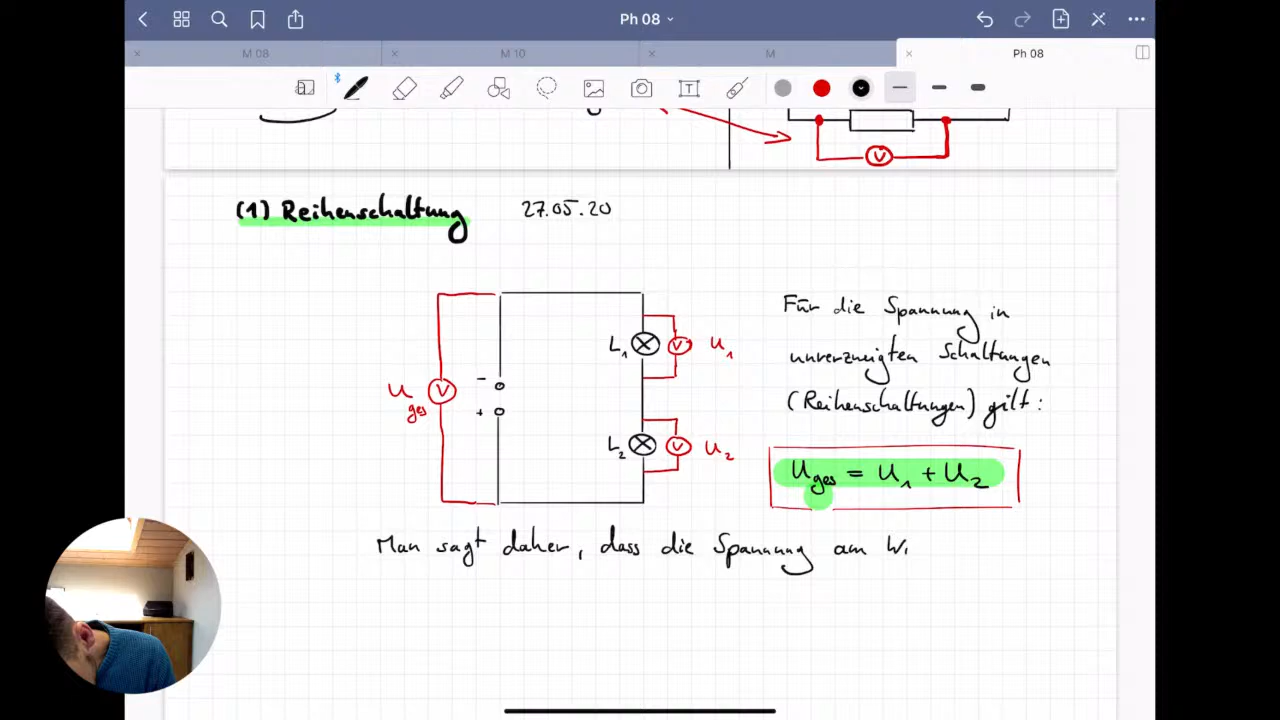 Ph 08
M 08
M 10
M
Ph 08
T
V
(1) Reihenschaltung 27.05.20
Für die Spannung in
unverzweigten Schaltungen
(Reihenschaltungen) gilt:
L₁ V U₁
U ges V
-
+
L₂ V U₂
U ges = U₁ + U₂
Man sagt daher, dass die Spannung am W